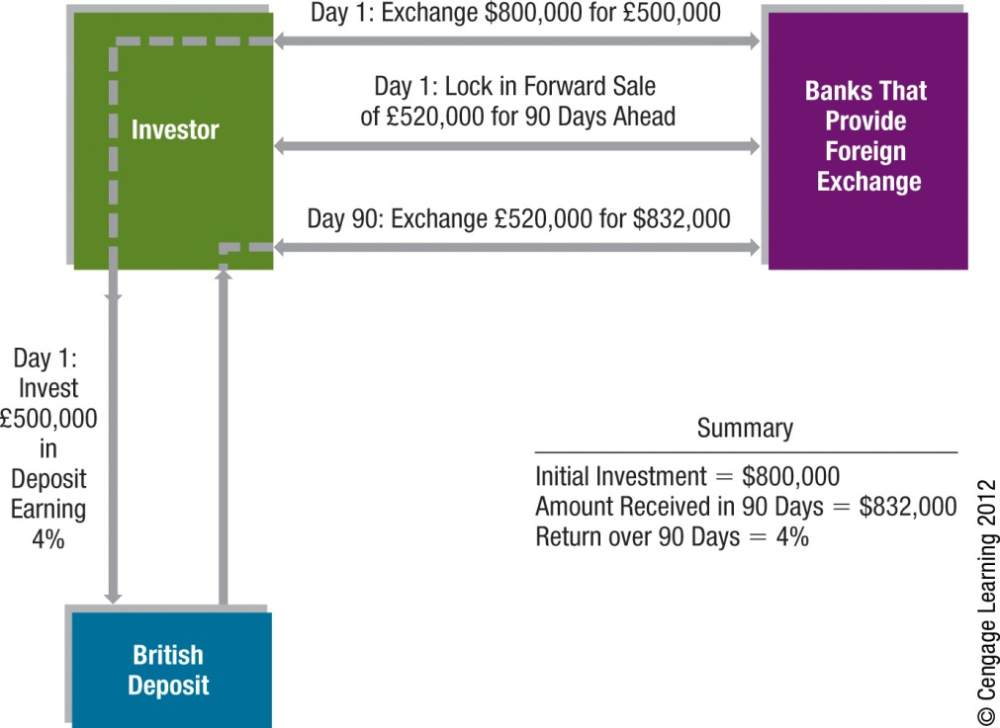 Day 1: Exchange $800,000 for £500,000
Investor
Day 1: Lock in Forward Sale
of £520,000 for 90 Days Ahead
Banks That
Provide
Foreign
Exchange
Day 90: Exchange £520,000 for $832,000
Day 1:
Invest
£500,000
in
Deposit
Earning
4%
Summary
Initial Investment = $800,000
Amount Received in 90 Days = $832,000
Return over 90 Days = 4%
British
Deposit
© Cengage Learning 2012